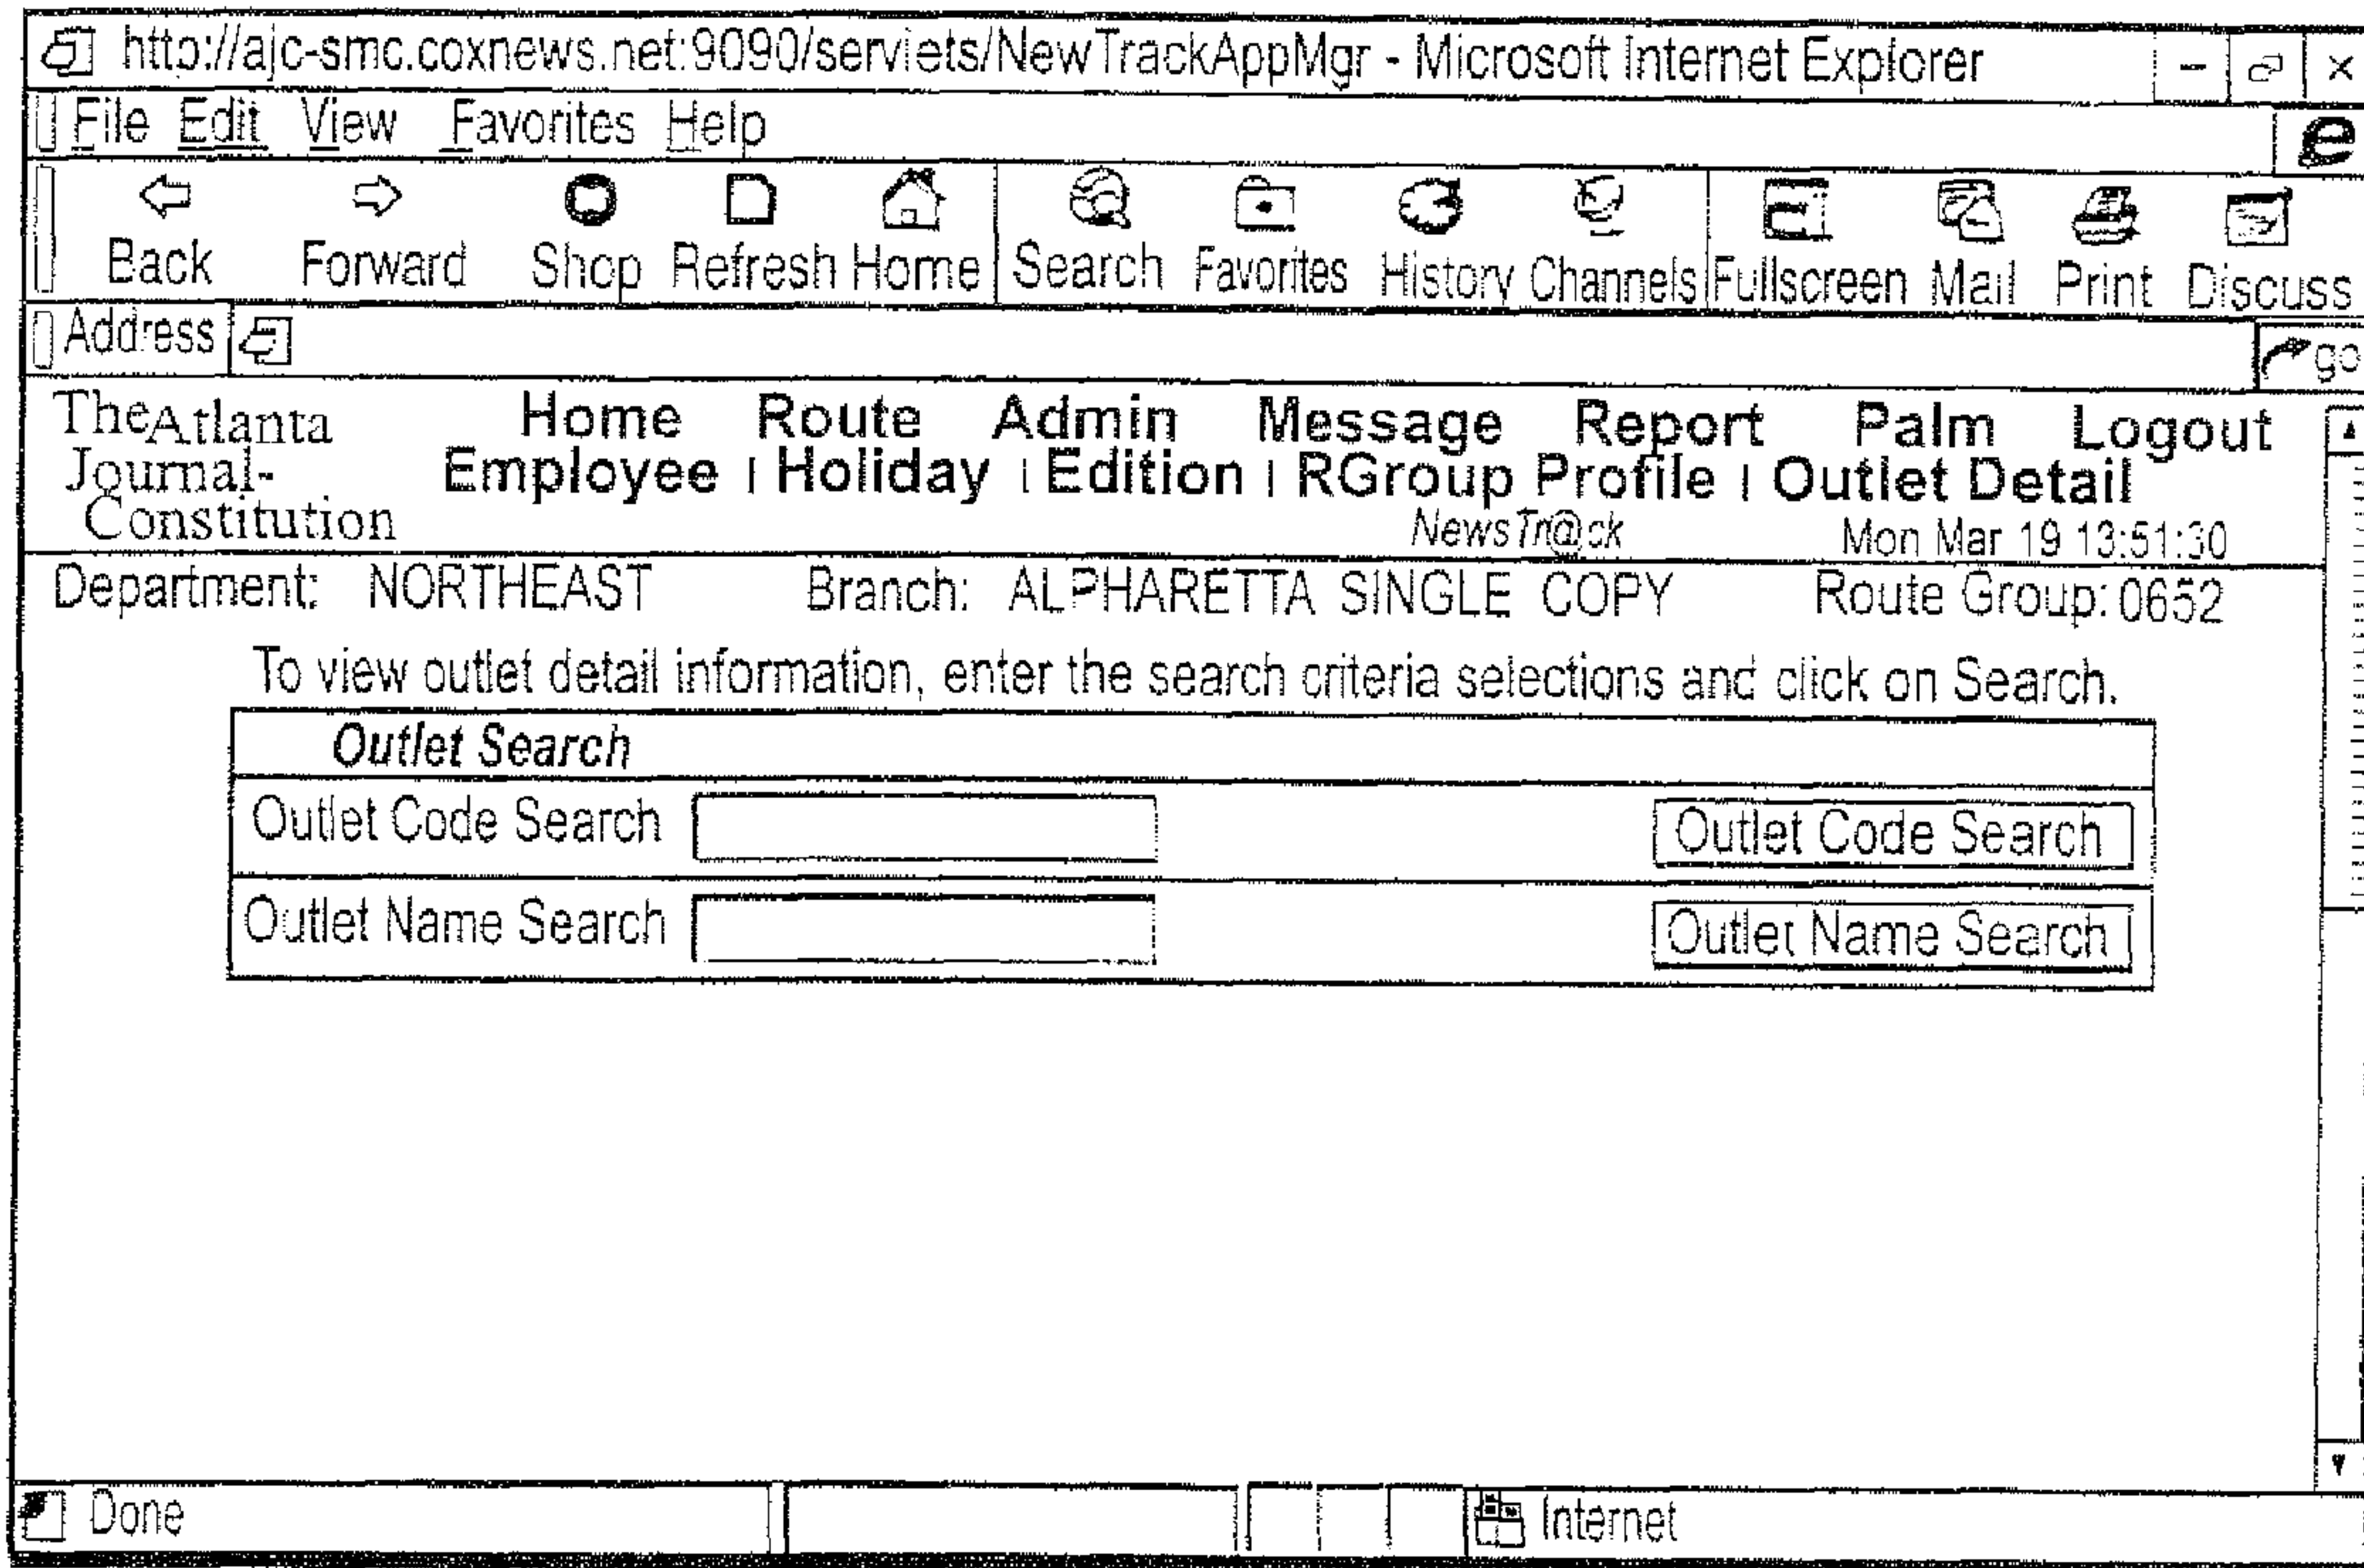 http://ajc-smc.coxnews.net:9090/serviets/NewTrackAppMgr - Microsoft Internet Explorer
File Edit View Favorites Help
Back Forward Shop Refresh Home Search Favorites History Channels Fullscreen Mail Print Discuss
Address go
The Atlanta Journal-Constitution
Home Route Admin Message Report Palm Logout
Employee | Holiday | Edition | RGroup Profile | Outlet Detail
NewsTr@ck Mon Mar 19 13:51:30
Department: NORTHEAST Branch: ALPHARETTA SINGLE COPY Route Group: 0652
To view outlet detail information, enter the search criteria selections and click on Search.
Outlet Search
Outlet Code Search Outlet Code Search
Outlet Name Search Outlet Name Search
Done Internet